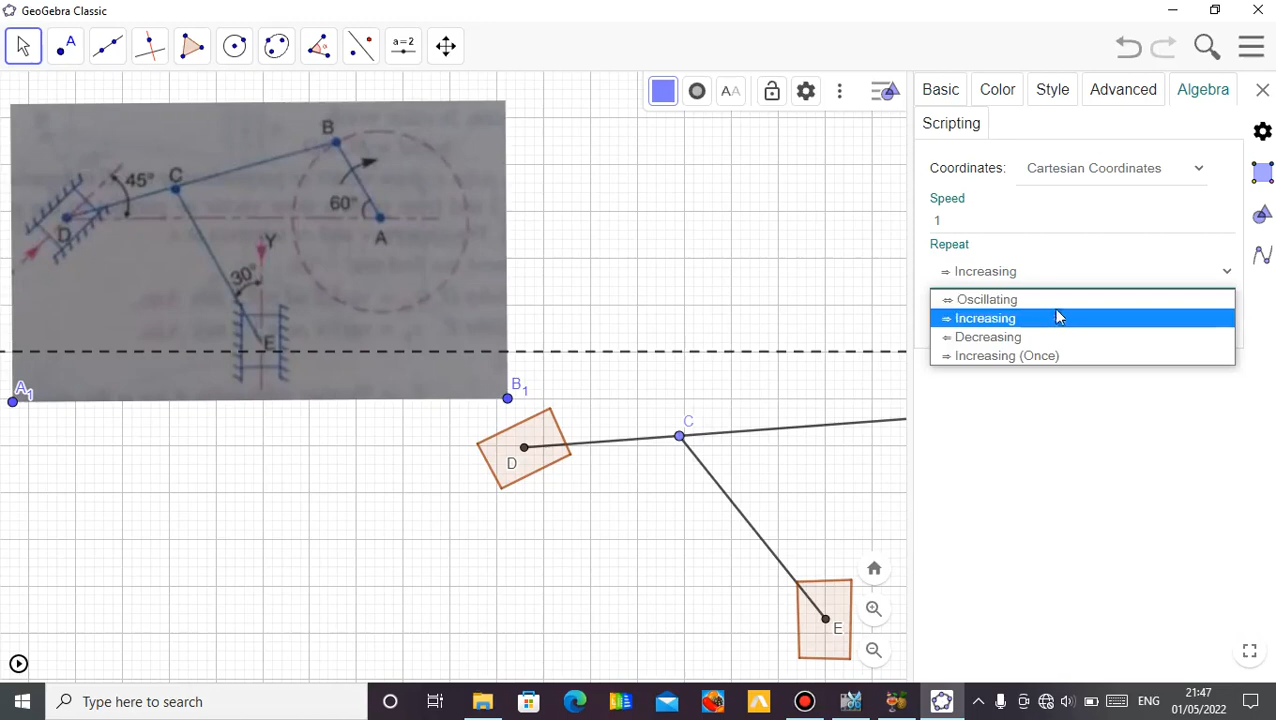 GeoGebra Classic
A
a=2
AA
Basic
Color
Style
Advanced
Algebra
Scripting
Coordinates:
Cartesian Coordinates
Speed
1
Repeat
⇒ Increasing
⇔ Oscillating
⇒ Increasing
⇐ Decreasing
⇒ Increasing (Once)
B
C
45°
60°
D
A
Y
30°
E
A1
B1
C
D
E
Type here to search
ENG
21:47
01/05/2022